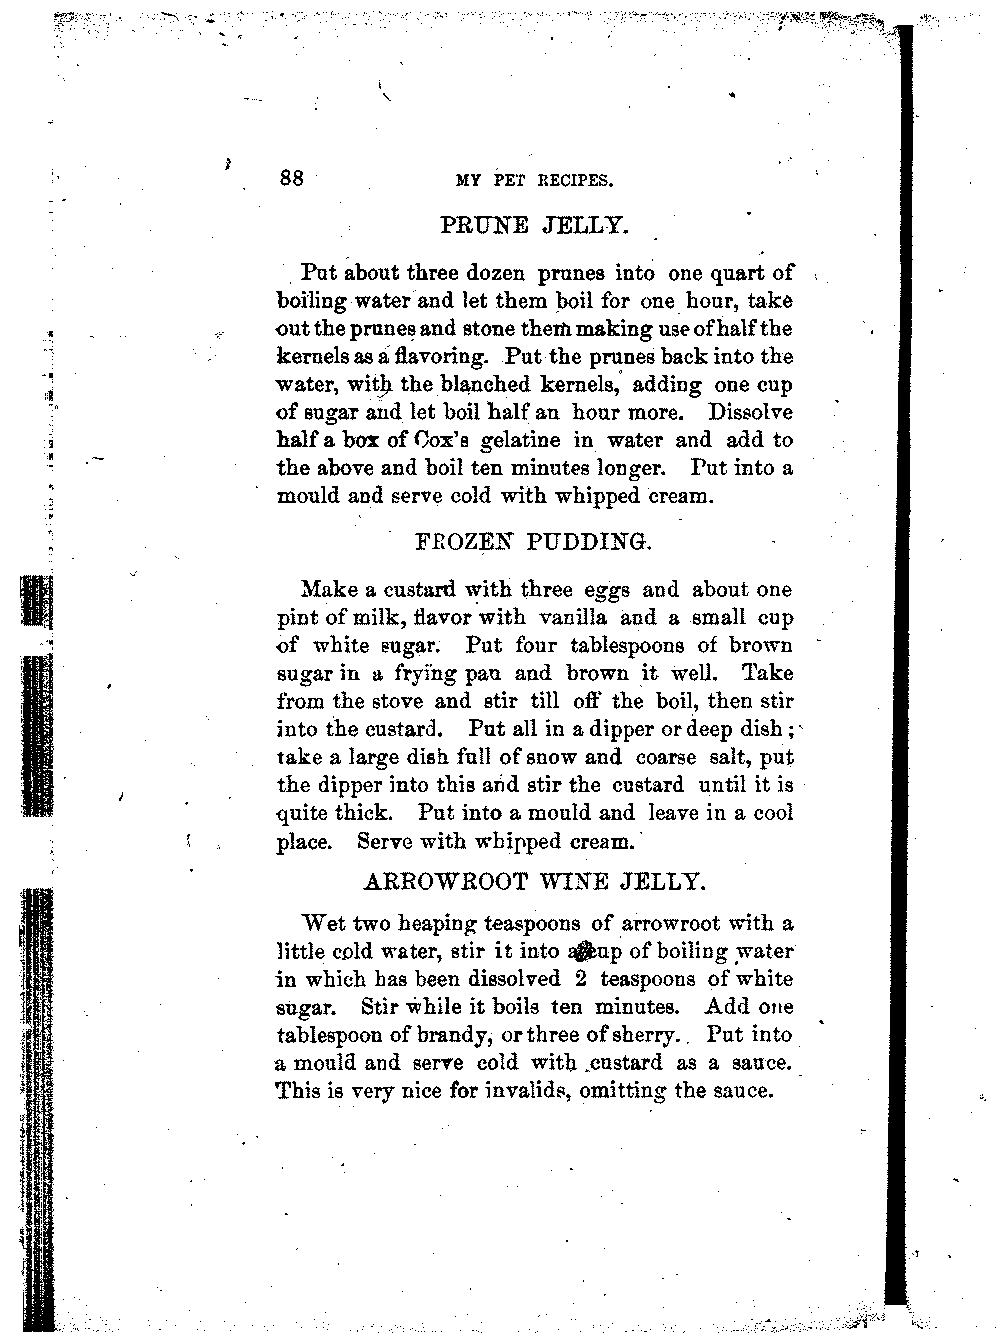 88 MY PET RECIPES.
PRUNE JELLY.
Put about three dozen prunes into one quart of
boiling water and let them boil for one hour, take
out the prunes and stone them making use of half the
kernels as a flavoring. Put the prunes back into the
water, with the blanched kernels, adding one cup
of sugar and let boil half an hour more. Dissolve
half a box of Cox's gelatine in water and add to
the above and boil ten minutes longer. Put into a
mould and serve cold with whipped cream.
FROZEN PUDDING.
Make a custard with three eggs and about one
pint of milk, flavor with vanilla and a small cup
of white sugar. Put four tablespoons of brown
sugar in a frying pan and brown it well. Take
from the stove and stir till off the boil, then stir
into the custard. Put all in a dipper or deep dish;
take a large dish full of snow and coarse salt, put
the dipper into this and stir the custard until it is
quite thick. Put into a mould and leave in a cool
place. Serve with whipped cream.
ARROWROOT WINE JELLY.
Wet two heaping teaspoons of arrowroot with a
little cold water, stir it into a cup of boiling water
in which has been dissolved 2 teaspoons of white
sugar. Stir while it boils ten minutes. Add one
tablespoon of brandy, or three of sherry. Put into
a mould and serve cold with custard as a sauce.
This is very nice for invalids, omitting the sauce.